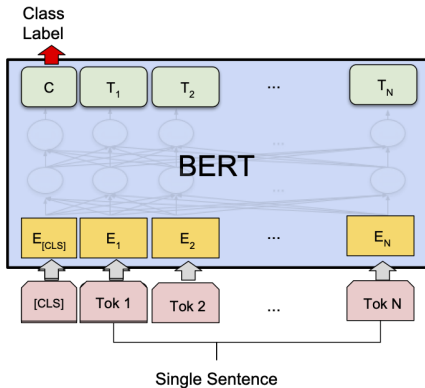 Class
Label
C T1 T2 ... TN
...
BERT
...
E[CLS] E1 E2 ... EN
[CLS] Tok 1 Tok 2 ... Tok N
Single Sentence